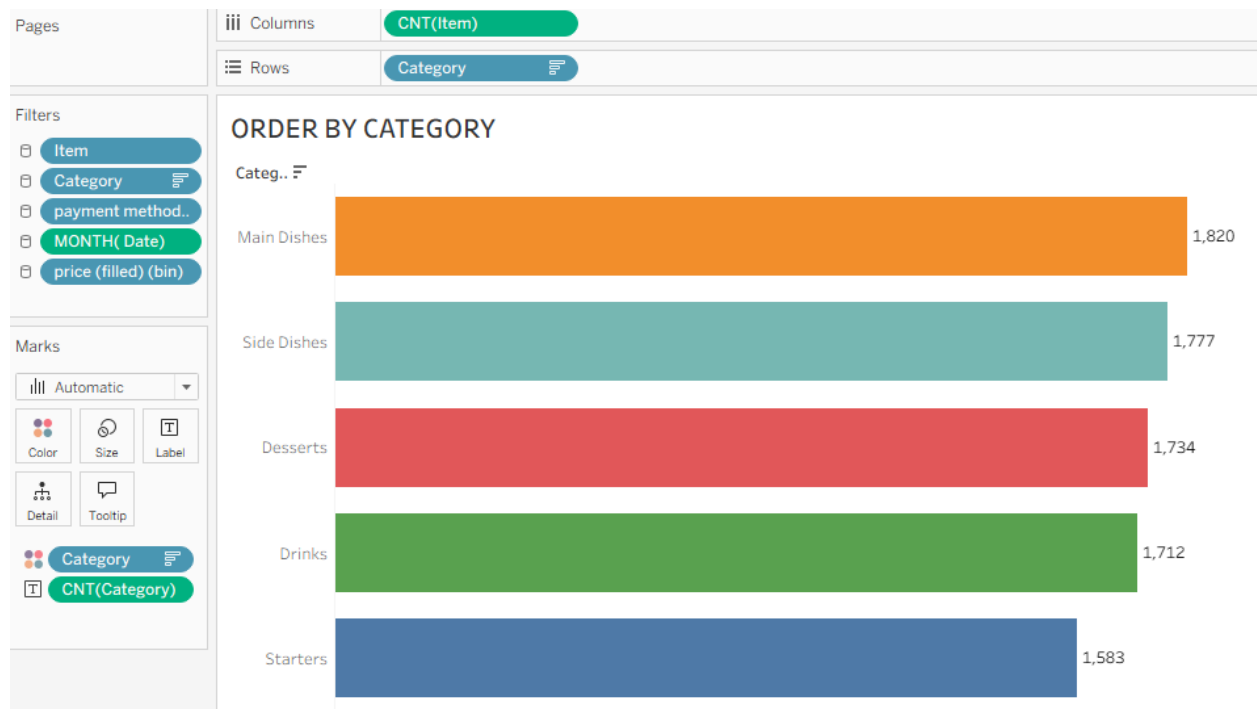 Pages
Columns
CNT(Item)
Rows
Category
Filters
Item
Category
payment method..
MONTH( Date)
price (filled) (bin)
Marks
Automatic
Color
Size
T
Label
Detail
Tooltip
Category
T
CNT(Category)
ORDER BY CATEGORY
Categ..
Main Dishes
1,820
Side Dishes
1,777
Desserts
1,734
Drinks
1,712
Starters
1,583